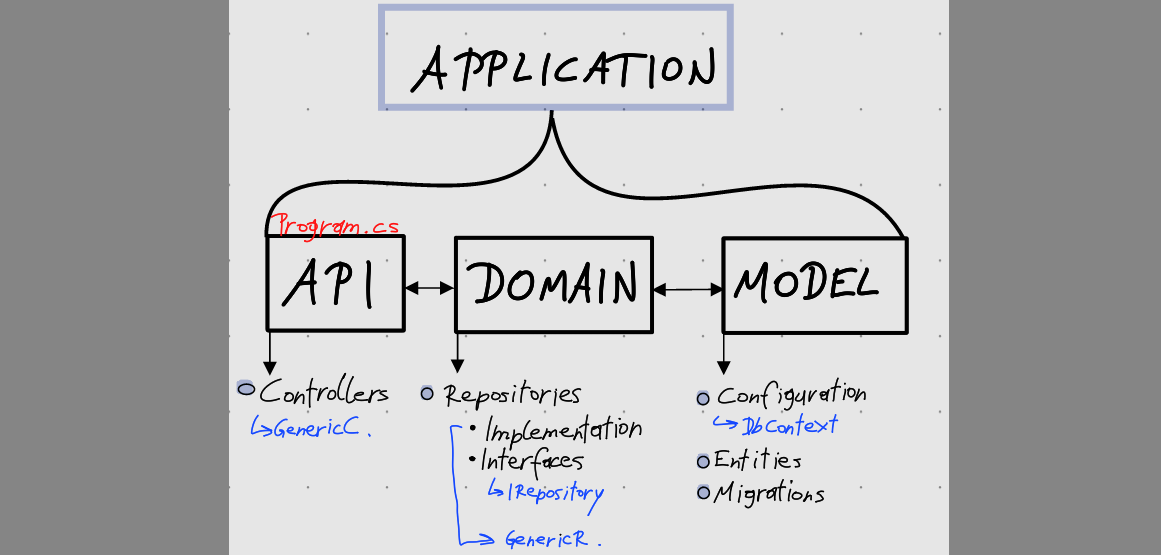 APPLICATION
Program.cs
API
DOMAIN
MODEL
Controllers
GenericC.
Repositories
Implementation
Interfaces
IRepository
GenericR.
Configuration
DbContext
Entities
Migrations